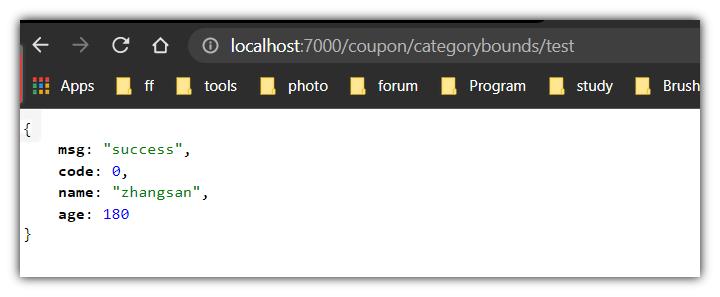 localhost:7000/coupon/categorybounds/test
Apps ff tools photo forum Program study Brush
{
msg: "success",
code: 0,
name: "zhangsan",
age: 180
}